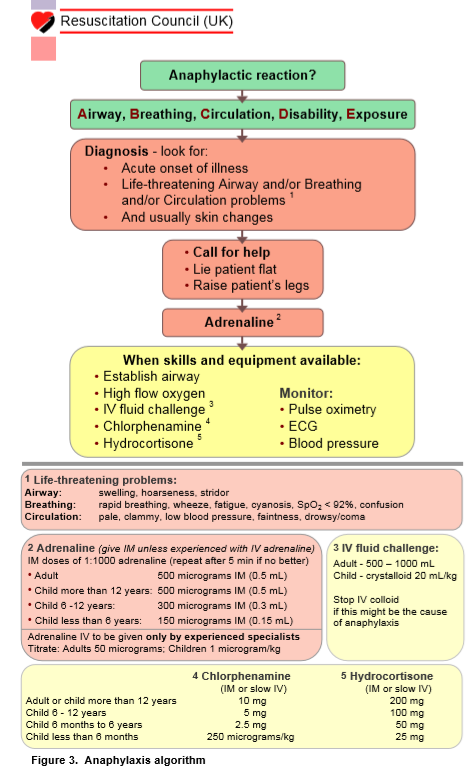 Resuscitation Council (UK)
Anaphylactic reaction?
Airway, Breathing, Circulation, Disability, Exposure
Diagnosis - look for:
• Acute onset of illness
• Life-threatening Airway and/or Breathing
and/or Circulation problems 1
• And usually skin changes
• Call for help
• Lie patient flat
• Raise patient's legs
Adrenaline 2
When skills and equipment available:
• Establish airway
• High flow oxygen
• IV fluid challenge 3
• Chlorphenamine 4
• Hydrocortisone 5
Monitor:
• Pulse oximetry
• ECG
• Blood pressure
1 Life-threatening problems:
Airway: swelling, hoarseness, stridor
Breathing: rapid breathing, wheeze, fatigue, cyanosis, SpO2 < 92%, confusion
Circulation: pale, clammy, low blood pressure, faintness, drowsy/coma
2 Adrenaline (give IM unless experienced with IV adrenaline)
IM doses of 1:1000 adrenaline (repeat after 5 min if no better)
• Adult 500 micrograms IM (0.5 mL)
• Child more than 12 years: 500 micrograms IM (0.5 mL)
• Child 6 -12 years: 300 micrograms IM (0.3 mL)
• Child less than 6 years: 150 micrograms IM (0.15 mL)
Adrenaline IV to be given only by experienced specialists
Titrate: Adults 50 micrograms; Children 1 microgram/kg
3 IV fluid challenge:
Adult - 500 – 1000 mL
Child - crystalloid 20 mL/kg
Stop IV colloid
if this might be the cause
of anaphylaxis
4 Chlorphenamine 5 Hydrocortisone
(IM or slow IV) (IM or slow IV)
Adult or child more than 12 years 10 mg 200 mg
Child 6 - 12 years 5 mg 100 mg
Child 6 months to 6 years 2.5 mg 50 mg
Child less than 6 months 250 micrograms/kg 25 mg
Figure 3. Anaphylaxis algorithm